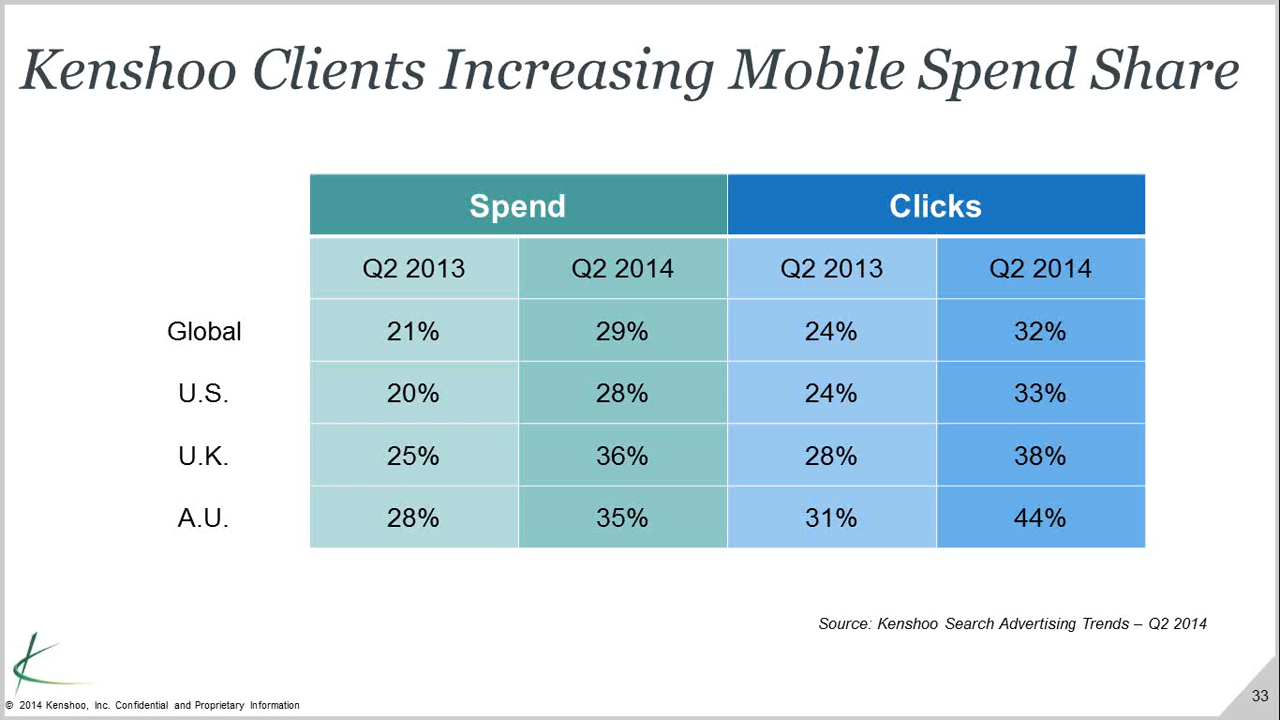 Kenshoo Clients Increasing Mobile Spend Share
Spend Clicks
Q2 2013 Q2 2014 Q2 2013 Q2 2014
Global 21% 29% 24% 32%
U.S. 20% 28% 24% 33%
U.K. 25% 36% 28% 38%
A.U. 28% 35% 31% 44%
Source: Kenshoo Search Advertising Trends – Q2 2014
© 2014 Kenshoo, Inc. Confidential and Proprietary Information
33